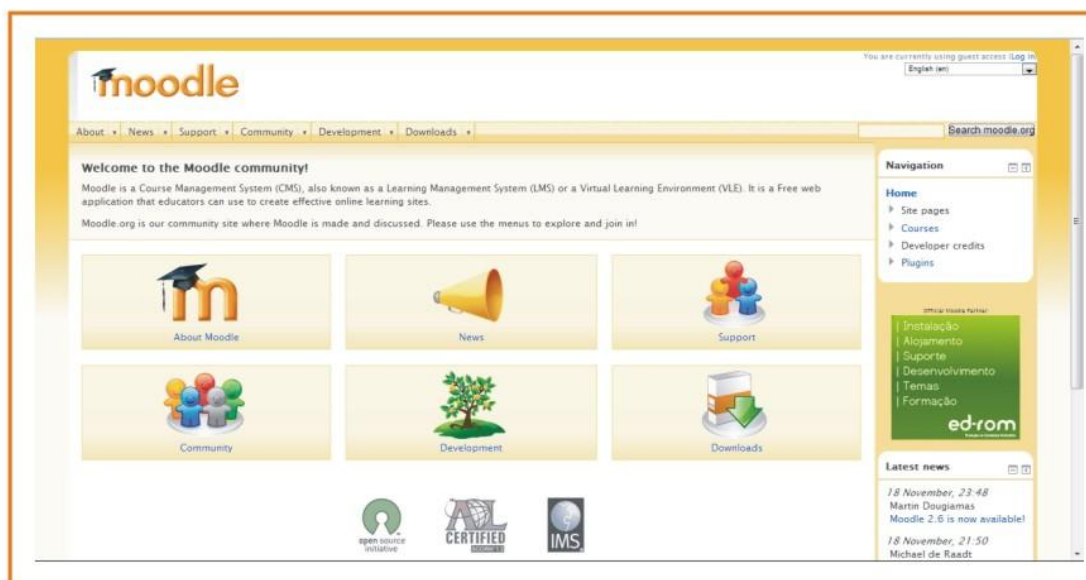 moodle
You are currently using guest access (Log in
English (en)
About News Support Community Development Downloads
Search moodle.org
Welcome to the Moodle community!
Moodle is a Course Management System (CMS), also known as a Learning Management System (LMS) or a Virtual Learning Environment (VLE). It is a Free web
application that educators can use to create effective online learning sites.
Moodle.org is our community site where Moodle is made and discussed. Please use the menus to explore and join in!
About Moodle
News
Support
Community
Development
Downloads
open source
initiative
ADL
CERTIFIED
IMS
Navigation
Home
Site pages
Courses
Developer credits
Plugins
Official Moodle Partner
Instalação
Alojamento
Suporte
Desenvolvimento
Temas
Formação
ed-rom
Latest news
18 November, 23:48
Martin Dougiamas
Moodle 2.6 is now available!
18 November, 21:50
Michael de Raadt